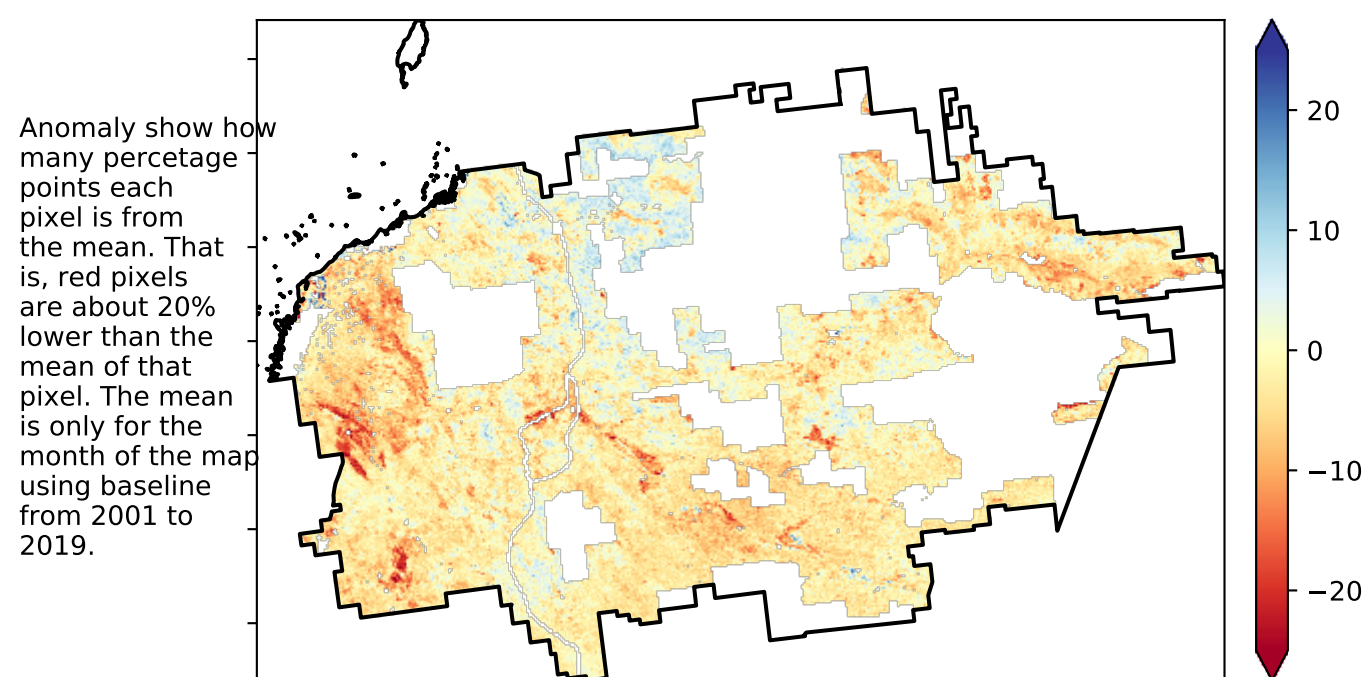 Anomaly show how
many percetage
points each
pixel is from
the mean. That
is, red pixels
are about 20%
lower than the
mean of that
pixel. The mean
is only for the
month of the map
using baseline
from 2001 to
2019.
20
10
0
−10
−20